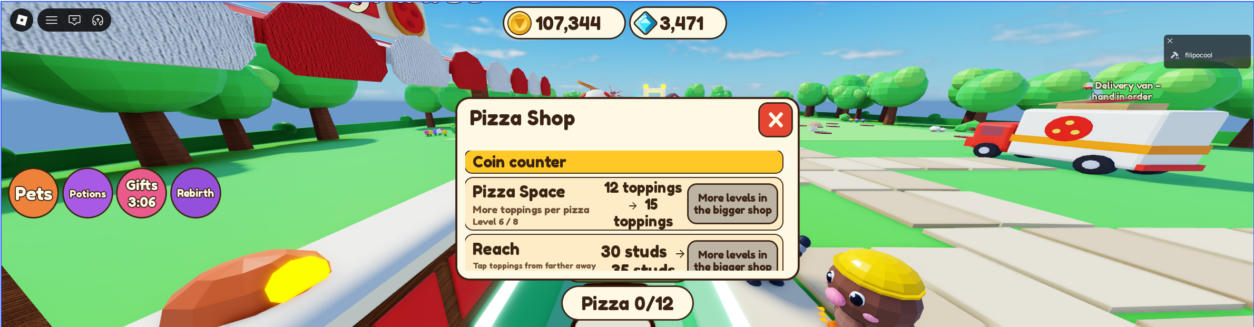 107,344
3,471
filipocool
Delivery van -
hand in order
Pizza Shop
Coin counter
Pizza Space
More toppings per pizza
Level 6 / 8
12 toppings
→ 15
toppings
More levels in
the bigger shop
Reach
Tap toppings from farther away
30 studs →
35 studs
More levels in
the bigger shop
Pets
Potions
Gifts
3:06
Rebirth
Pizza 0/12